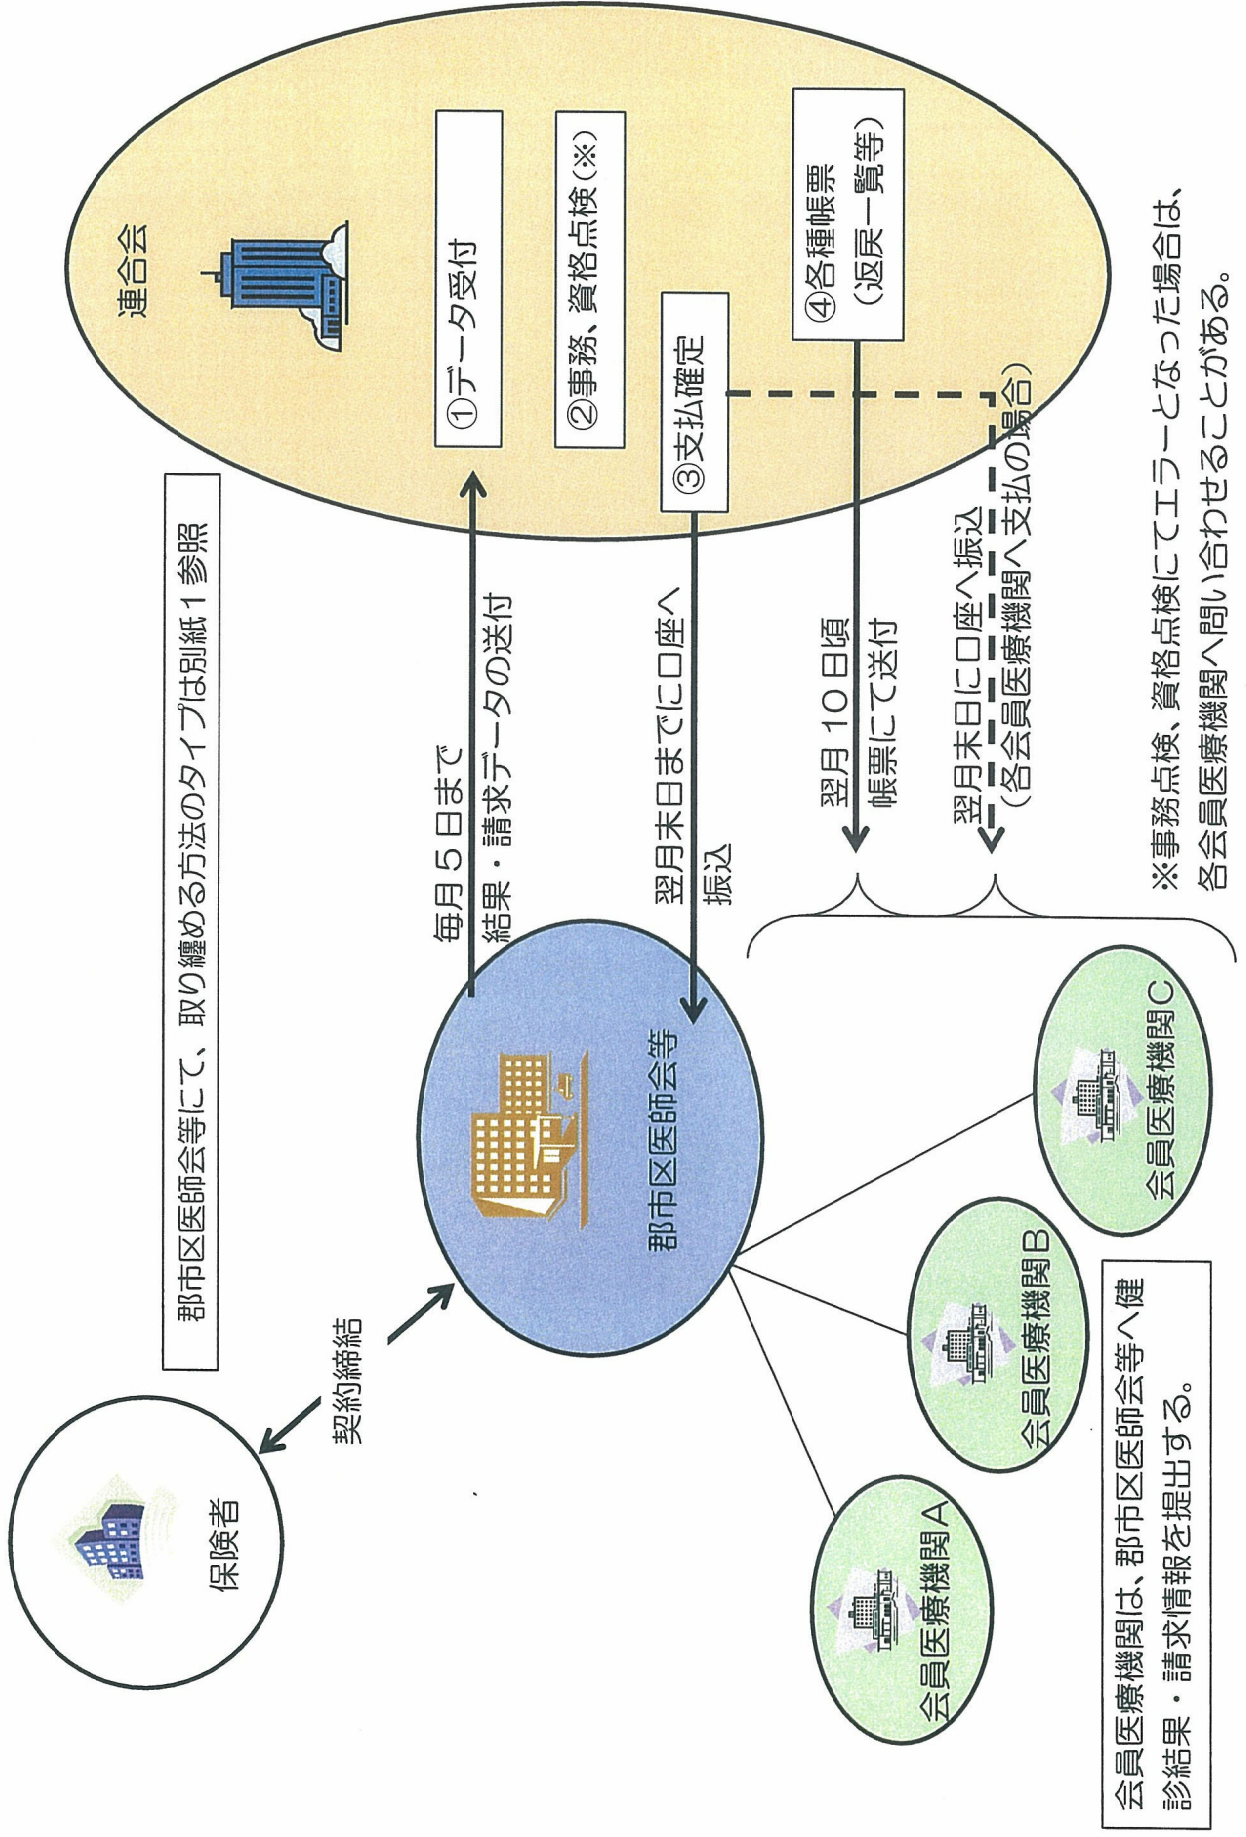 保険者
契約締結
郡市区医師会等にて、取り纏める方法のタイプは別紙1参照
連合会
毎月5日まで
結果・請求データの送付
①データ受付
②事務、資格点検(※)
翌月末日までに口座へ
振込
③支払確定
翌月10日頃
帳票にて送付
④各種帳票
（返戻一覧等）
翌月末日に口座へ振込
（各会員医療機関へ支払の場合）
郡市区医師会等
会員医療機関A
会員医療機関B
会員医療機関C
会員医療機関は、郡市区医師会等へ健
診結果・請求情報を提出する。
※事務点検、資格点検にてエラーとなった場合は、
各会員医療機関へ問い合わせることがある。